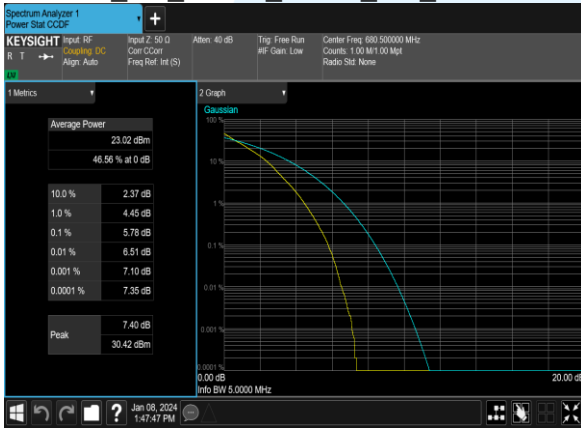 Spectrum Analyzer 1
Power Stat CCDF
KEYSIGHT
R T
LW
Input: RF
Coupling: DC
Align: Auto
Input Z: 50 Ω
Corr CCorr
Freq Ref: Int (S)
Atten: 40 dB
Trig: Free Run
#IF Gain: Low
Center Freq: 680.500000 MHz
Counts: 1.00 M/1.00 Mpt
Radio Std: None
1 Metrics
Average Power
23.02 dBm
46.56 % at 0 dB
10.0 % 2.37 dB
1.0 % 4.45 dB
0.1 % 5.78 dB
0.01 % 6.51 dB
0.001 % 7.10 dB
0.0001 % 7.35 dB
Peak 7.40 dB
30.42 dBm
2 Graph
Gaussian
100 %
10 %
1 %
0.1 %
0.01 %
0.001 %
0.0001 %
0.00 dB 20.00 dB
Info BW 5.0000 MHz
Jan 08, 2024
1:47:47 PM